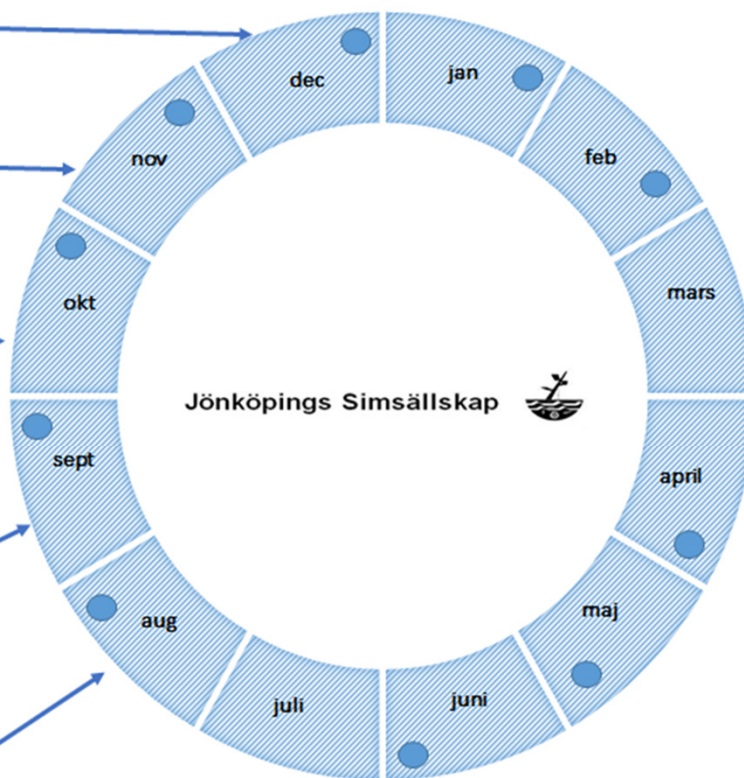 dec
jan
nov
feb
okt
mars
Jönköpings Simsällskap
sept
april
aug
maj
juli
juni